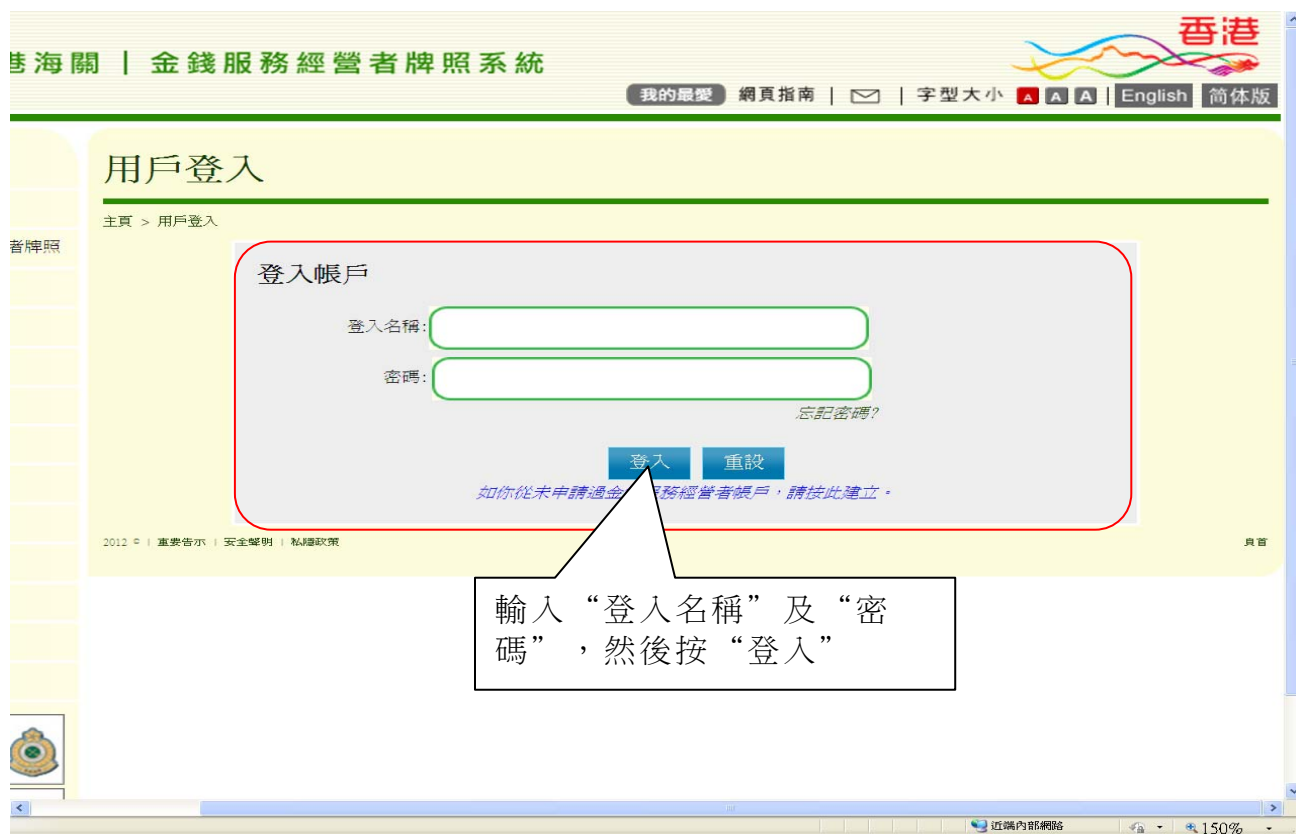 香港
港海關 | 金錢服務經營者牌照系統
我的最愛 網頁指南 | | 字型大小 A A A | English 简体版
用戶登入
主頁 > 用戶登入
者牌照
登入帳戶
登入名稱:
密碼:
忘記密碼?
登入 重設
如你從未申請過金 服務經營者帳戶，請按此建立。
2012 © | 重要告示 | 安全聲明 | 私隱政策 頁首
輸入“登入名稱”及“密
碼”，然後按“登入”
近端內部網路 150%